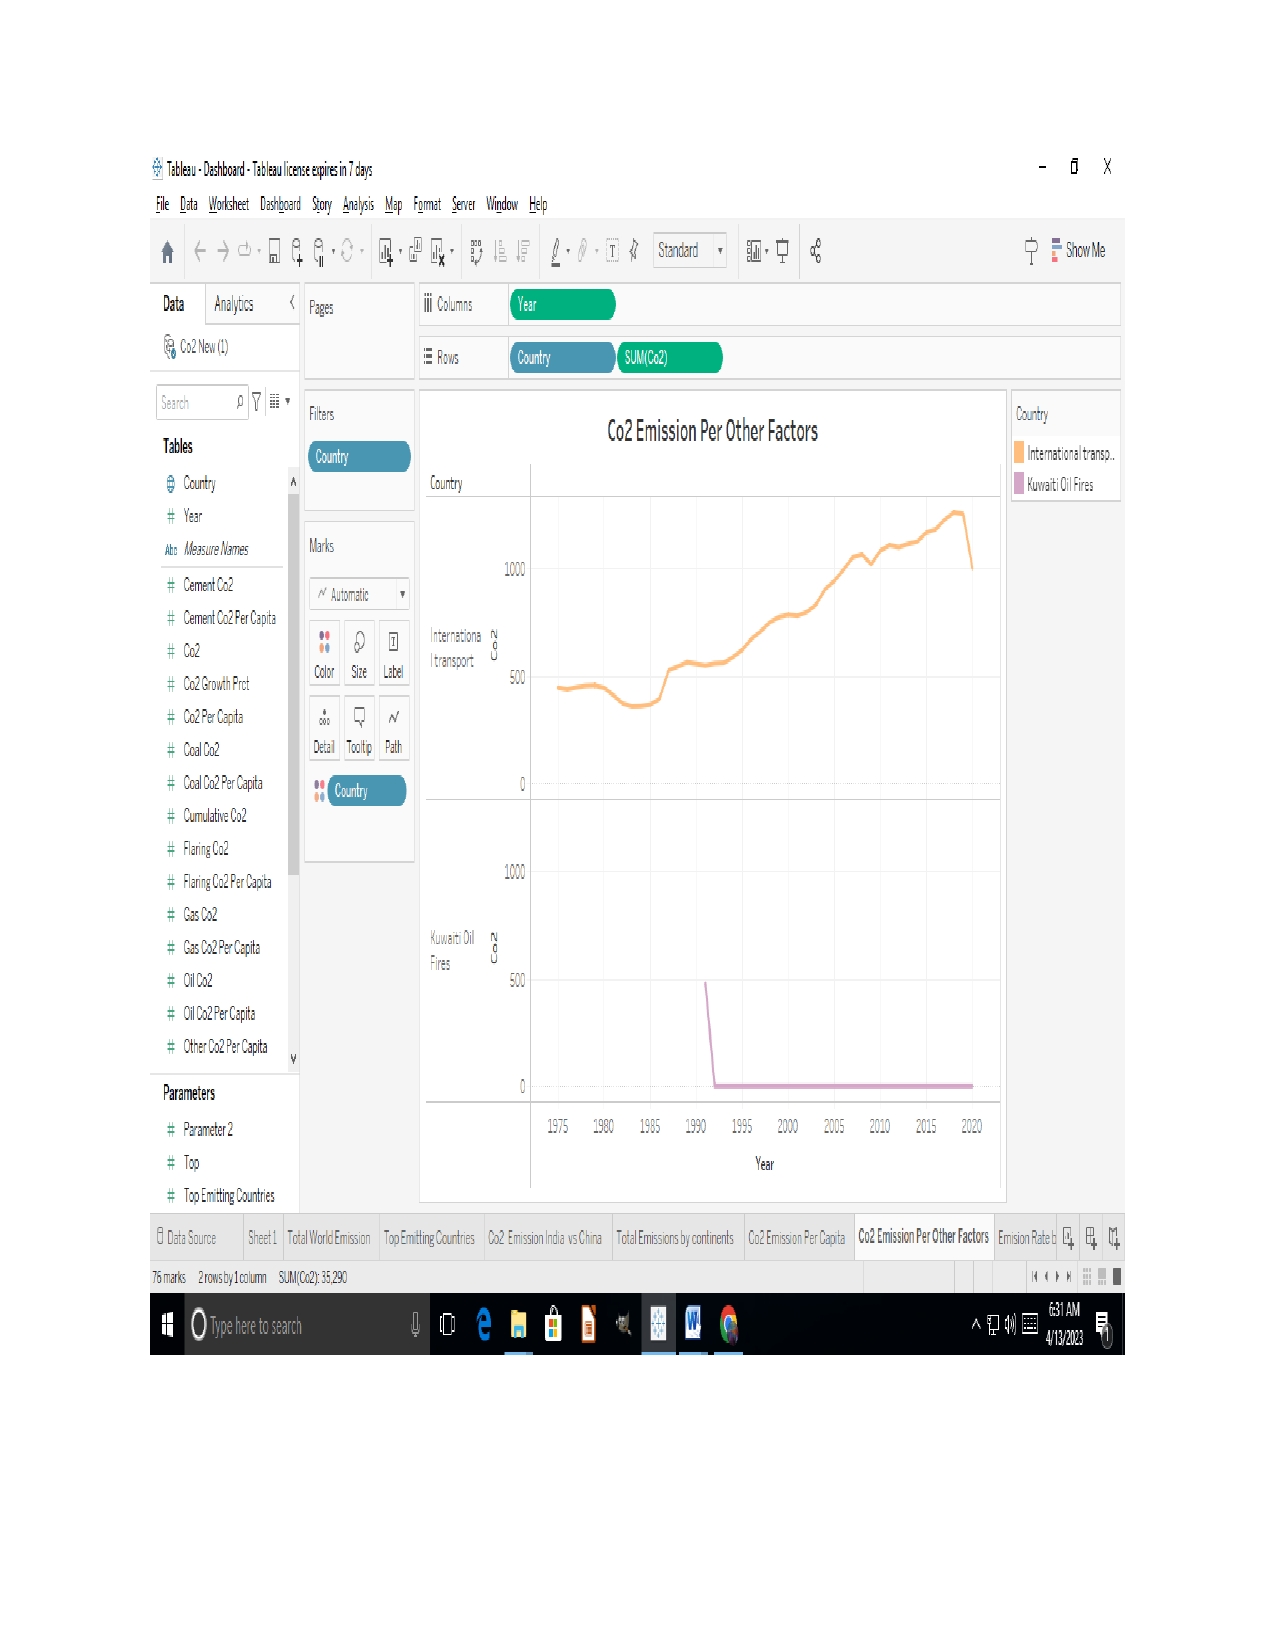 Tableau - Dashboard - Tableau license expires in 7 days
File Data Worksheet Dashboard Story Analysis Map Format Server Window Help
Standard
Show Me
Data Analytics
Pages
Columns Year
Co2 New (1)
Rows Country SUM(Co2)
Search
Filters
Country
Tables
Country
Year
Measure Names
Cement Co2
Cement Co2 Per Capita
Co2
Co2 Growth Prct
Co2 Per Capita
Coal Co2
Coal Co2 Per Capita
Cumulative Co2
Flaring Co2
Flaring Co2 Per Capita
Gas Co2
Gas Co2 Per Capita
Oil Co2
Oil Co2 Per Capita
Other Co2 Per Capita
Parameters
Parameter 2
Top
Top Emitting Countries
Marks
Automatic
Color Size Label
Detail Tooltip Path
Country
Co2 Emission Per Other Factors
Country
Internationa
l transport
Co2
1000
500
0
Kuwaiti Oil
Fires
Co2
1000
500
0
1975 1980 1985 1990 1995 2000 2005 2010 2015 2020
Year
Country
International transp..
Kuwaiti Oil Fires
Data Source Sheet 1 Total World Emission Top Emitting Countries Co2 Emission India vs China Total Emissions by continents Co2 Emission Per Capita Co2 Emission Per Other Factors Emision Rate b
76 marks 2 rows by 1 column SUM(Co2): 35,290
Type here to search
6:31 AM
4/13/2023
1